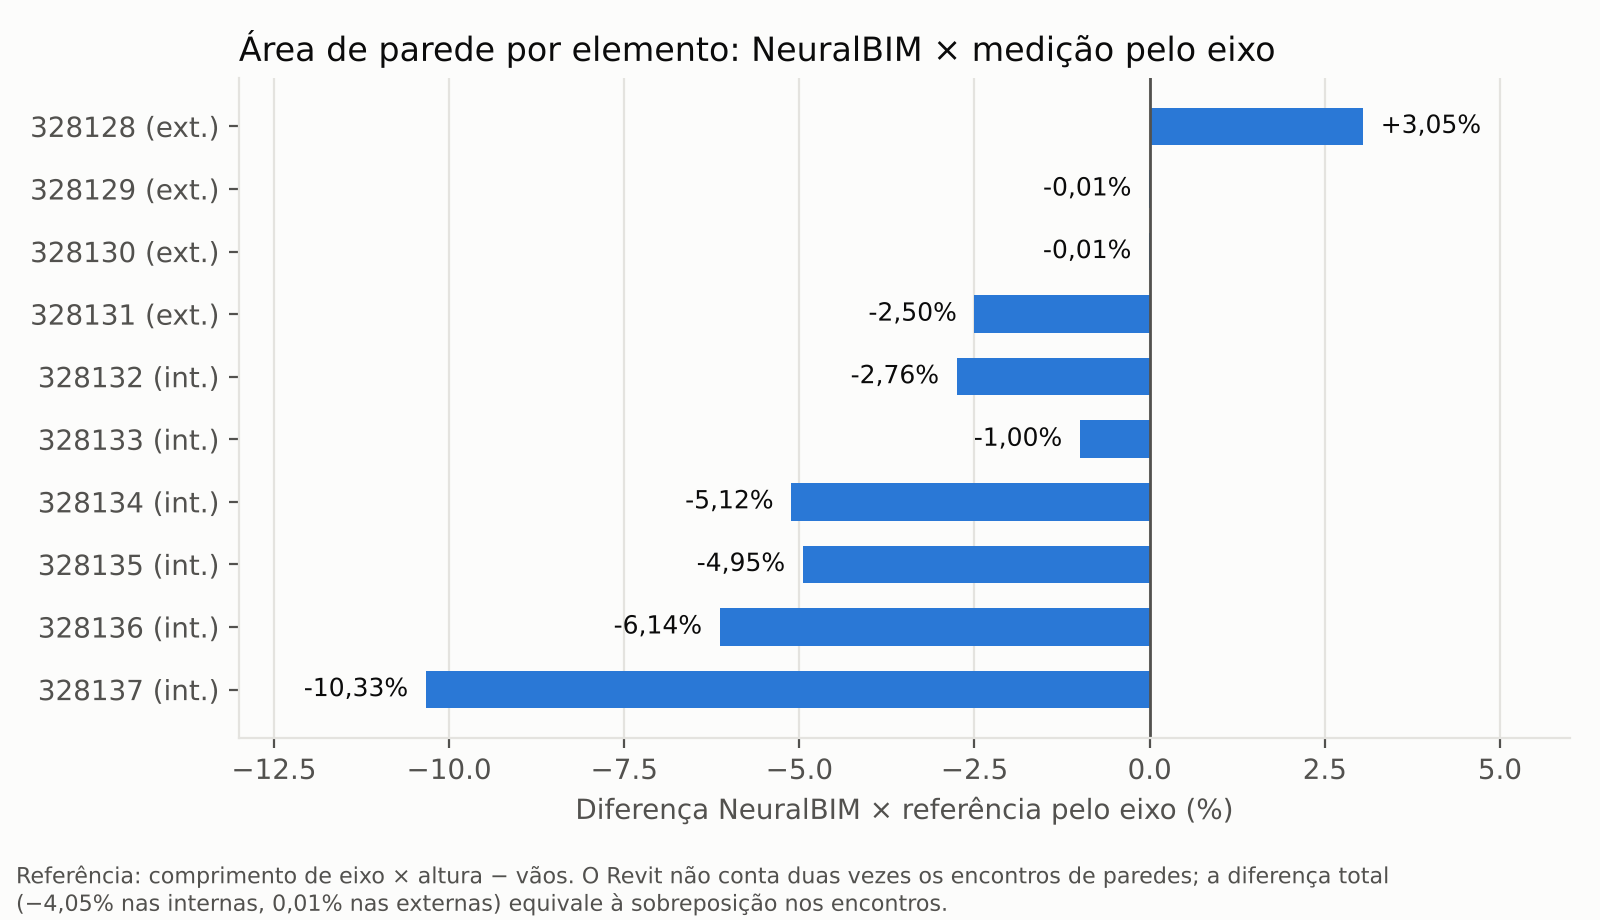 Área de parede por elemento: NeuralBIM × medição pelo eixo
328128 (ext.)
+3,05%
328129 (ext.)
-0,01%
328130 (ext.)
-0,01%
328131 (ext.)
-2,50%
328132 (int.)
-2,76%
328133 (int.)
-1,00%
328134 (int.)
-5,12%
328135 (int.)
-4,95%
328136 (int.)
-6,14%
328137 (int.)
-10,33%
−12.5 −10.0 −7.5 −5.0 −2.5 0.0 2.5 5.0
Diferença NeuralBIM × referência pelo eixo (%)
Referência: comprimento de eixo × altura − vãos. O Revit não conta duas vezes os encontros de paredes; a diferença total
(−4,05% nas internas, 0,01% nas externas) equivale à sobreposição nos encontros.